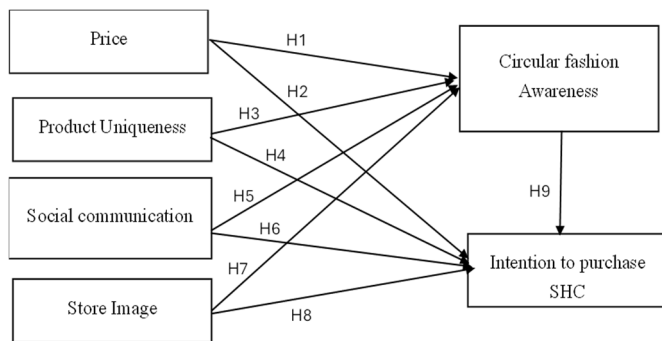 Price
Product Uniqueness
Social communication
Store Image
H1
H2
H3
H4
H5
H6
H7
H8
Circular fashion
Awareness
H9
Intention to purchase
SHC